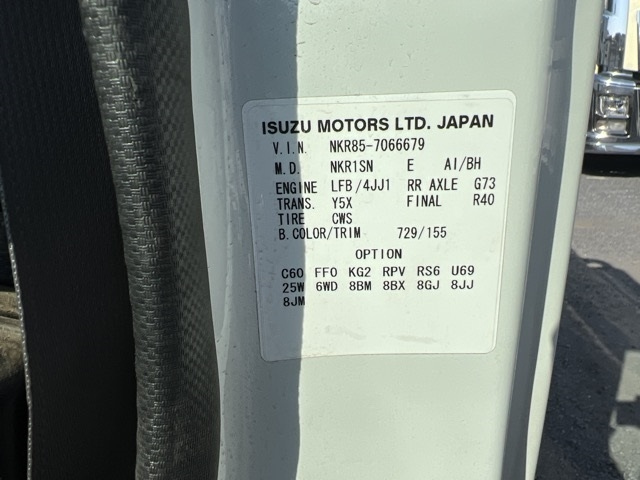 ISUZU MOTORS LTD. JAPAN
V.I.N. NKR85-7066679
M.D. NKR1SN E AI/BH
ENGINE LFB/4JJ1 RR AXLE G73
TRANS. Y5X FINAL R40
TIRE CWS
B.COLOR/TRIM 729/155
OPTION
C60 FF0 KG2 RPV RS6 U69
25W 6WD 8BM 8BX 8GJ 8JJ
8JM